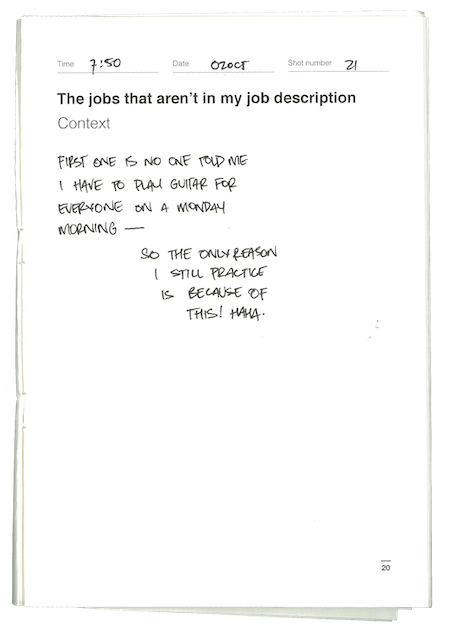 Time 7:50 Date 02OCT Shot number 21
The jobs that aren't in my job description
Context
FIRST ONE IS NO ONE TOLD ME
I HAVE TO PLAY GUITAR FOR
EVERYONE ON A MONDAY
MORNING —
SO THE ONLY REASON
I STILL PRACTICE
IS BECAUSE OF
THIS! HAHA.
20